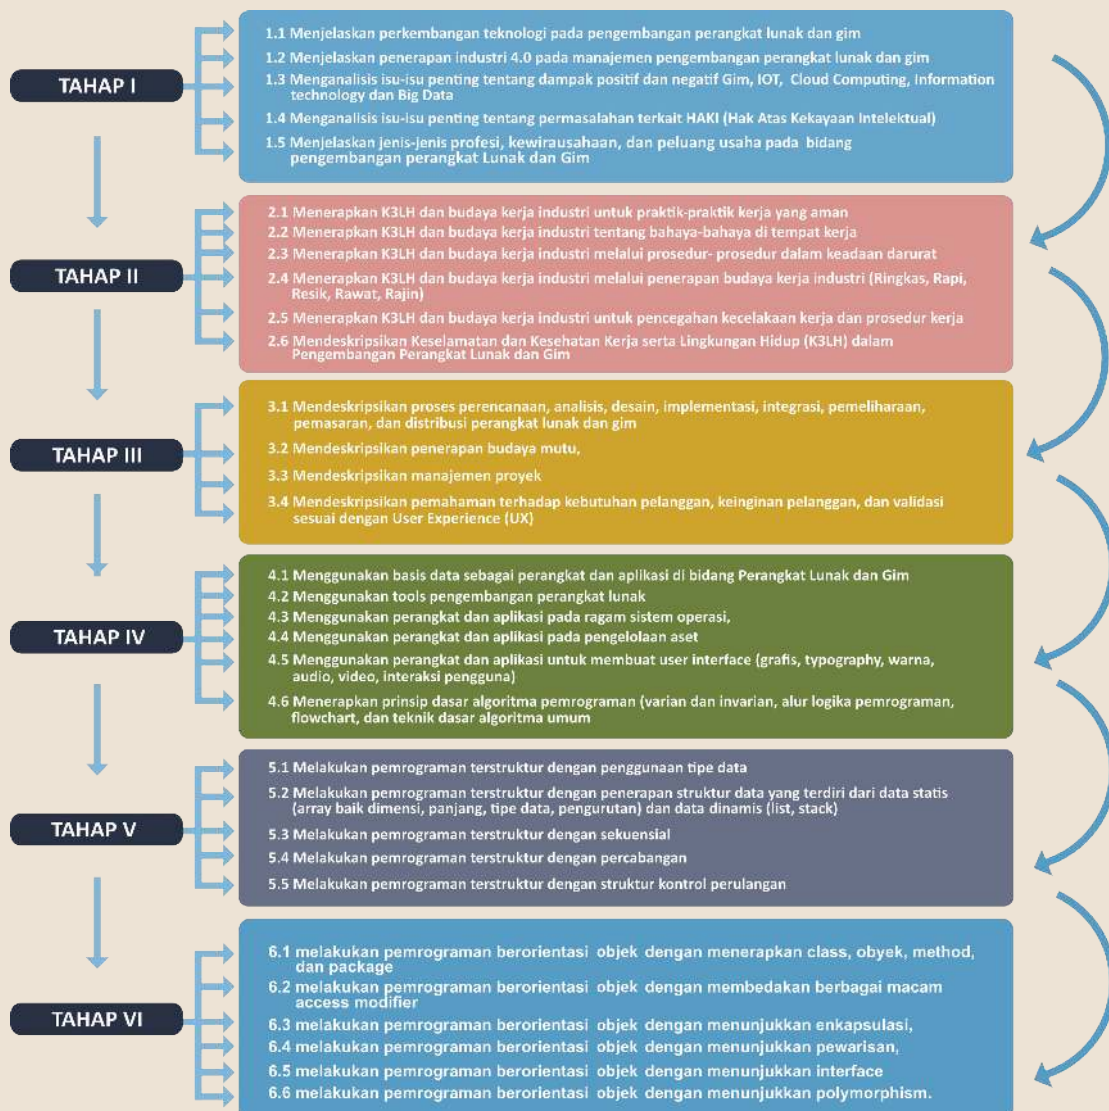 TAHAP I
1.1 Menjelaskan perkembangan teknologi pada pengembangan perangkat lunak dan gim
1.2 Menjelaskan penerapan industri 4.0 pada manajemen pengembangan perangkat lunak dan gim
1.3 Menganalisis isu-isu penting tentang dampak positif dan negatif Gim, IOT, Cloud Computing, Information
technology dan Big Data
1.4 Menganalisis isu-isu penting tentang permasalahan terkait HAKI (Hak Atas Kekayaan Intelektual)
1.5 Menjelaskan jenis-jenis profesi, kewirausahaan, dan peluang usaha pada bidang
pengembangan perangkat Lunak dan Gim
TAHAP II
2.1 Menerapkan K3LH dan budaya kerja industri untuk praktik-praktik kerja yang aman
2.2 Menerapkan K3LH dan budaya kerja industri tentang bahaya-bahaya di tempat kerja
2.3 Menerapkan K3LH dan budaya kerja industri melalui prosedur- prosedur dalam keadaan darurat
2.4 Menerapkan K3LH dan budaya kerja industri melalui penerapan budaya kerja industri (Ringkas, Rapi,
Resik, Rawat, Rajin)
2.5 Menerapkan K3LH dan budaya kerja industri untuk pencegahan kecelakaan kerja dan prosedur kerja
2.6 Mendeskripsikan Keselamatan dan Kesehatan Kerja serta Lingkungan Hidup (K3LH) dalam
Pengembangan Perangkat Lunak dan Gim
TAHAP III
3.1 Mendeskripsikan proses perencanaan, analisis, desain, implementasi, integrasi, pemeliharaan,
pemasaran, dan distribusi perangkat lunak dan gim
3.2 Mendeskripsikan penerapan budaya mutu,
3.3 Mendeskripsikan manajemen proyek
3.4 Mendeskripsikan pemahaman terhadap kebutuhan pelanggan, keinginan pelanggan, dan validasi
sesuai dengan User Experience (UX)
TAHAP IV
4.1 Menggunakan basis data sebagai perangkat dan aplikasi di bidang Perangkat Lunak dan Gim
4.2 Menggunakan tools pengembangan perangkat lunak
4.3 Menggunakan perangkat dan aplikasi pada ragam sistem operasi,
4.4 Menggunakan perangkat dan aplikasi pada pengelolaan aset
4.5 Menggunakan perangkat dan aplikasi untuk membuat user interface (grafis, typography, warna,
audio, video, interaksi pengguna)
4.6 Menerapkan prinsip dasar algoritma pemrograman (varian dan invarian, alur logika pemrograman,
flowchart, dan teknik dasar algoritma umum
TAHAP V
5.1 Melakukan pemrograman terstruktur dengan penggunaan tipe data
5.2 Melakukan pemrograman terstruktur dengan penerapan struktur data yang terdiri dari data statis
(array baik dimensi, panjang, tipe data, pengurutan) dan data dinamis (list, stack)
5.3 Melakukan pemrograman terstruktur dengan sekuensial
5.4 Melakukan pemrograman terstruktur dengan percabangan
5.5 Melakukan pemrograman terstruktur dengan struktur kontrol perulangan
TAHAP VI
6.1 melakukan pemrograman berorientasi objek dengan menerapkan class, obyek, method,
dan package
6.2 melakukan pemrograman berorientasi objek dengan membedakan berbagai macam
access modifier
6.3 melakukan pemrograman berorientasi objek dengan menunjukkan enkapsulasi,
6.4 melakukan pemrograman berorientasi objek dengan menunjukkan pewarisan,
6.5 melakukan pemrograman berorientasi objek dengan menunjukkan interface
6.6 melakukan pemrograman berorientasi objek dengan menunjukkan polymorphism.